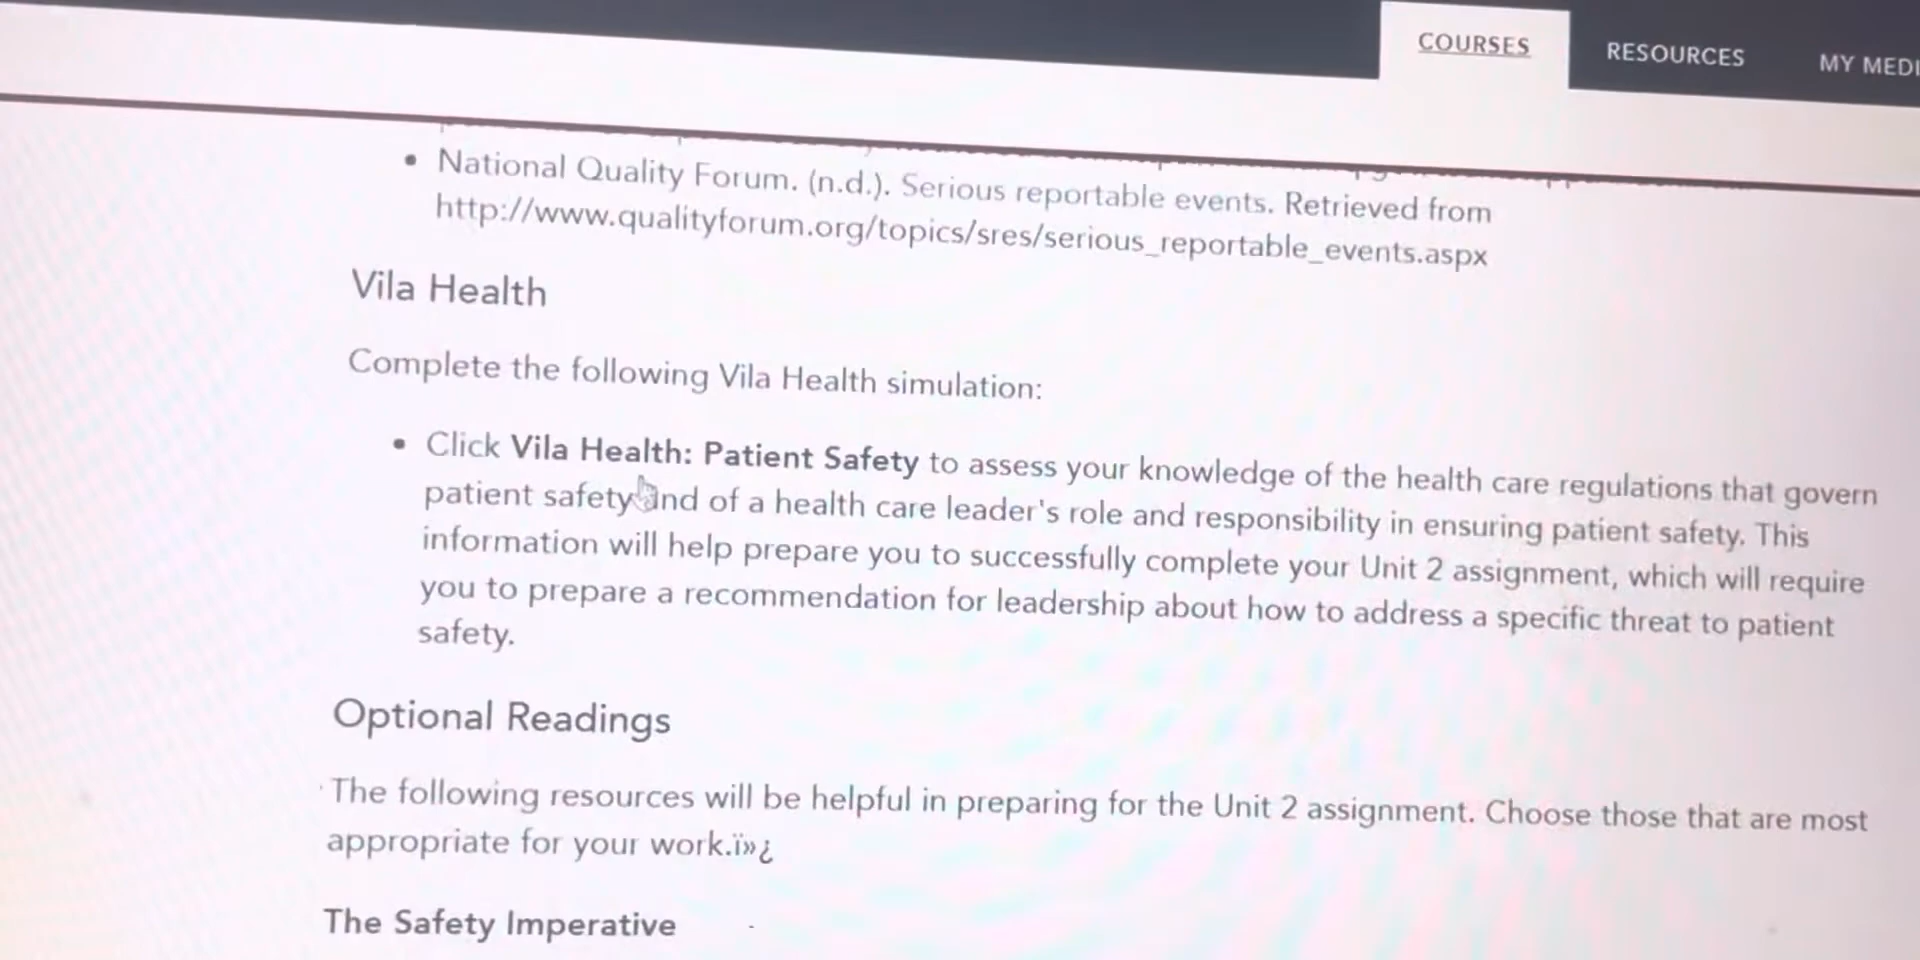 COURSES
RESOURCES
MY MEDI
• National Quality Forum. (n.d.). Serious reportable events. Retrieved from
http://www.qualityforum.org/topics/sres/serious_reportable_events.aspx
Vila Health
Complete the following Vila Health simulation:
• Click Vila Health: Patient Safety to assess your knowledge of the health care regulations that govern
patient safety and of a health care leader's role and responsibility in ensuring patient safety. This
information will help prepare you to successfully complete your Unit 2 assignment, which will require
you to prepare a recommendation for leadership about how to address a specific threat to patient
safety.
Optional Readings
The following resources will be helpful in preparing for the Unit 2 assignment. Choose those that are most
appropriate for your work.ï»¿
The Safety Imperative